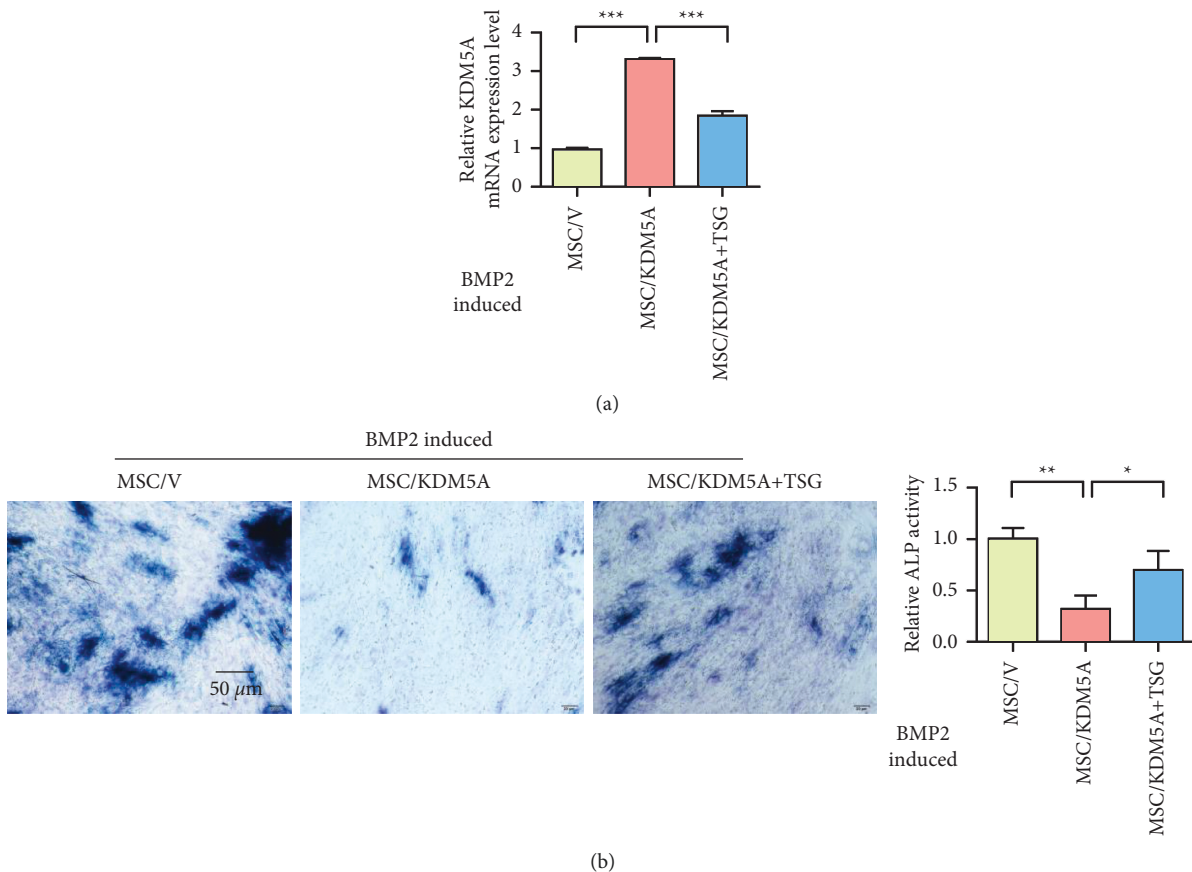 *** ***
Relative KDM5A
mRNA expression level
4
3
2
1
0
MSC/V
MSC/KDM5A
MSC/KDM5A+TSG
BMP2
induced
(a)
BMP2 induced
MSC/V
MSC/KDM5A
MSC/KDM5A+TSG
50 μm
** *
Relative ALP activity
1.5
1.0
0.5
0.0
MSC/V
MSC/KDM5A
MSC/KDM5A+TSG
BMP2
induced
(b)